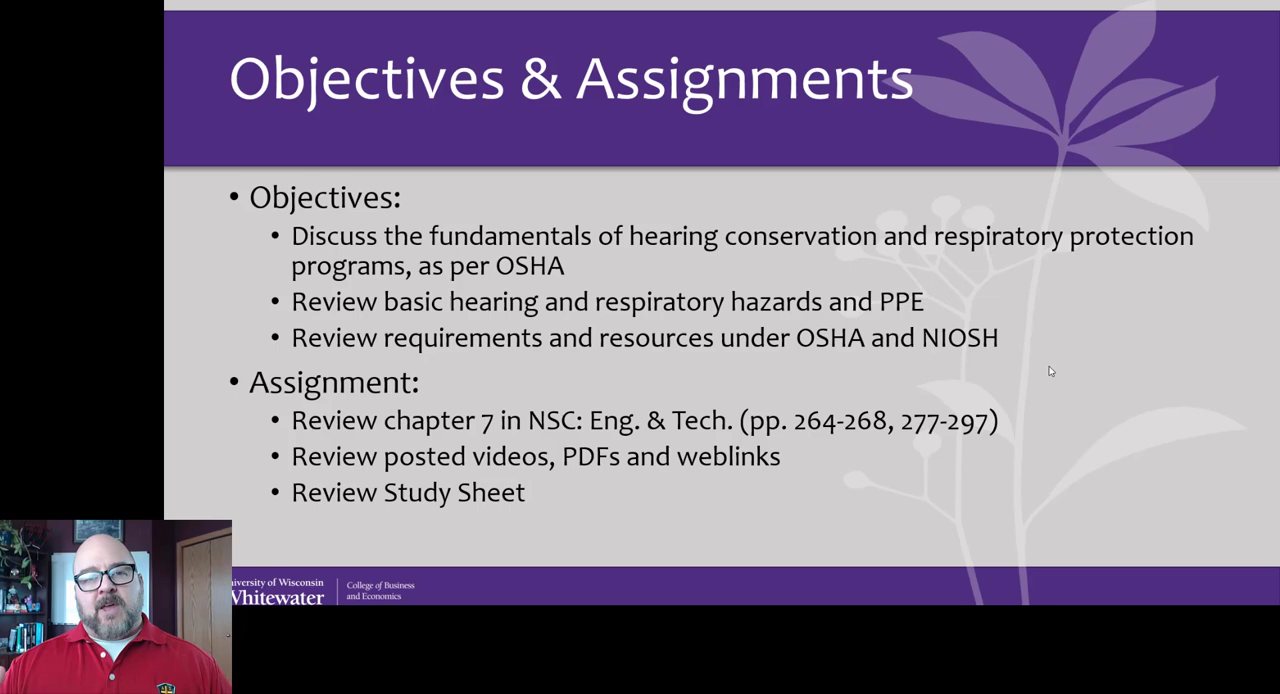 Objectives & Assignments
• Objectives:
• Discuss the fundamentals of hearing conservation and respiratory protection
programs, as per OSHA
• Review basic hearing and respiratory hazards and PPE
• Review requirements and resources under OSHA and NIOSH
• Assignment:
• Review chapter 7 in NSC: Eng. & Tech. (pp. 264-268, 277-297)
• Review posted videos, PDFs and weblinks
• Review Study Sheet
niversity of Wisconsin
Whitewater
College of Business
and Economics